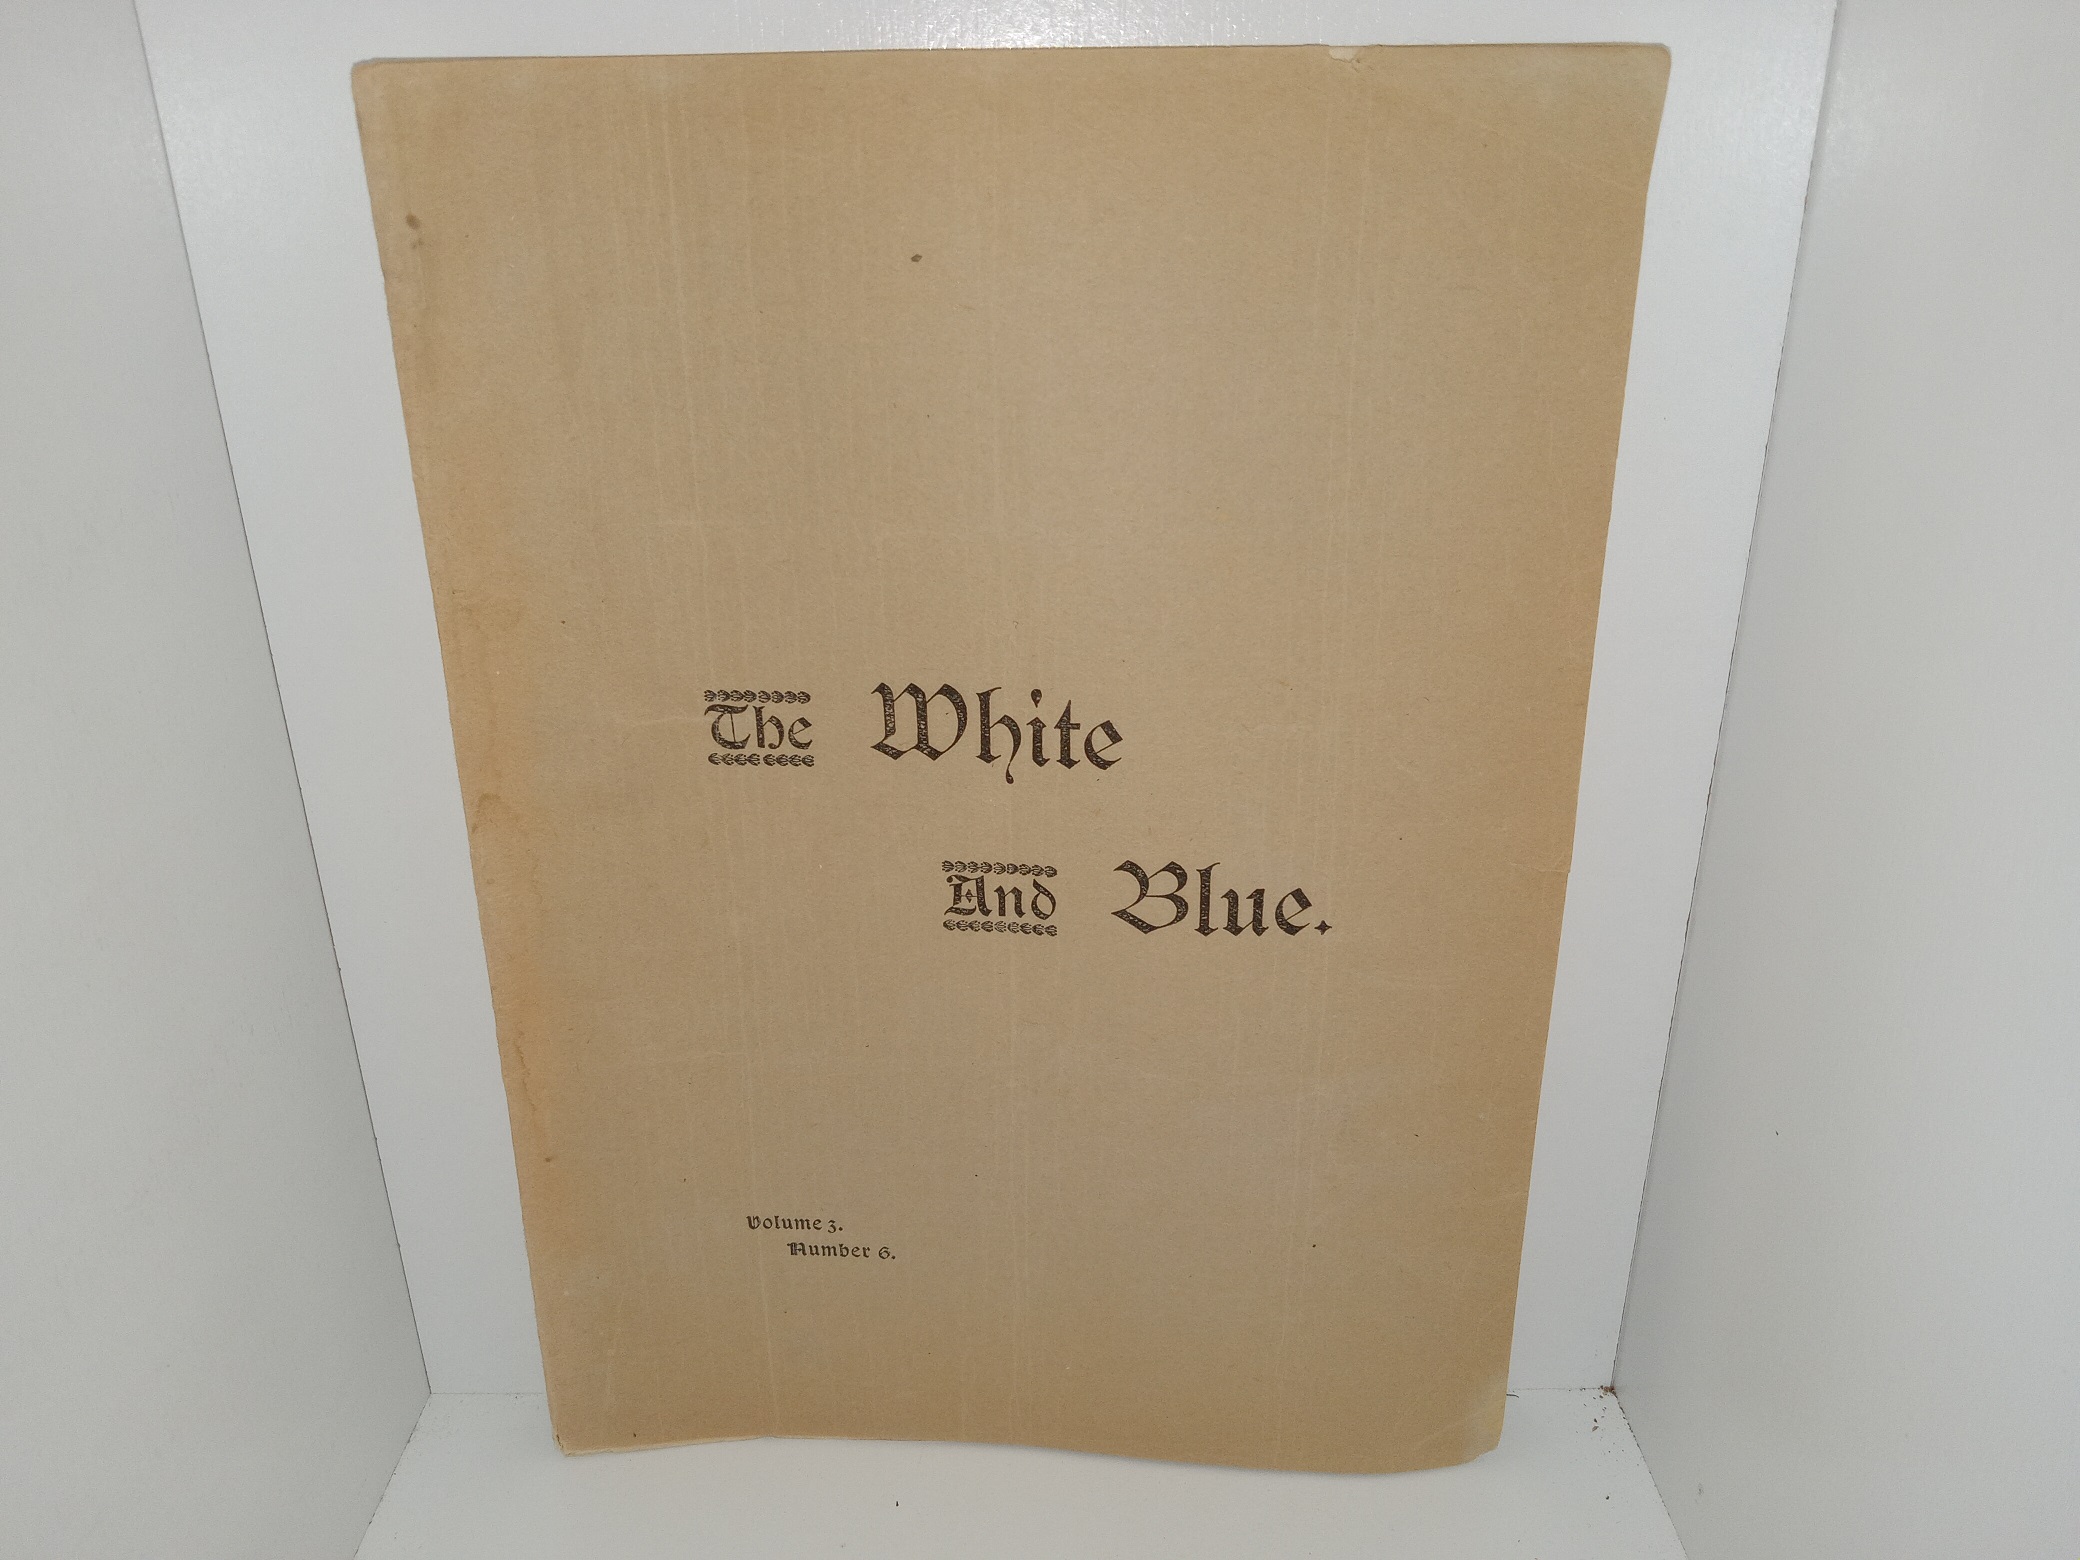 The White
And Blue.
Volume 3.
Number 6.